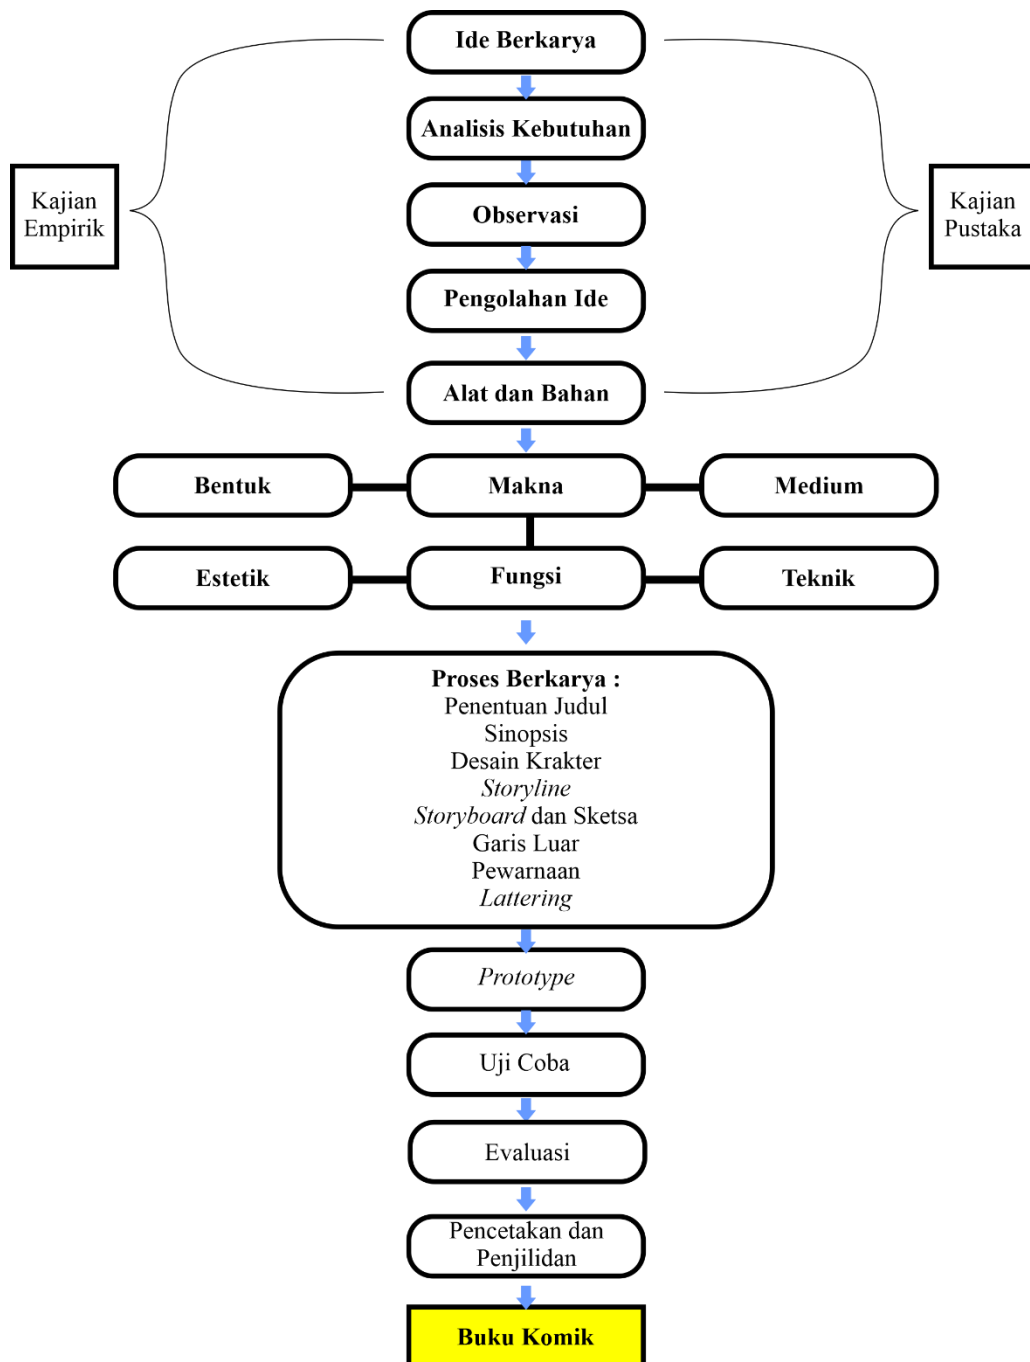 Ide Berkarya
Analisis Kebutuhan
Kajian
Empirik
Observasi
Kajian
Pustaka
Pengolahan Ide
Alat dan Bahan
Bentuk
Makna
Medium
Estetik
Fungsi
Teknik
Proses Berkarya :
Penentuan Judul
Sinopsis
Desain Krakter
Storyline
Storyboard dan Sketsa
Garis Luar
Pewarnaan
Lattering
Prototype
Uji Coba
Evaluasi
Pencetakan dan
Penjilidan
Buku Komik